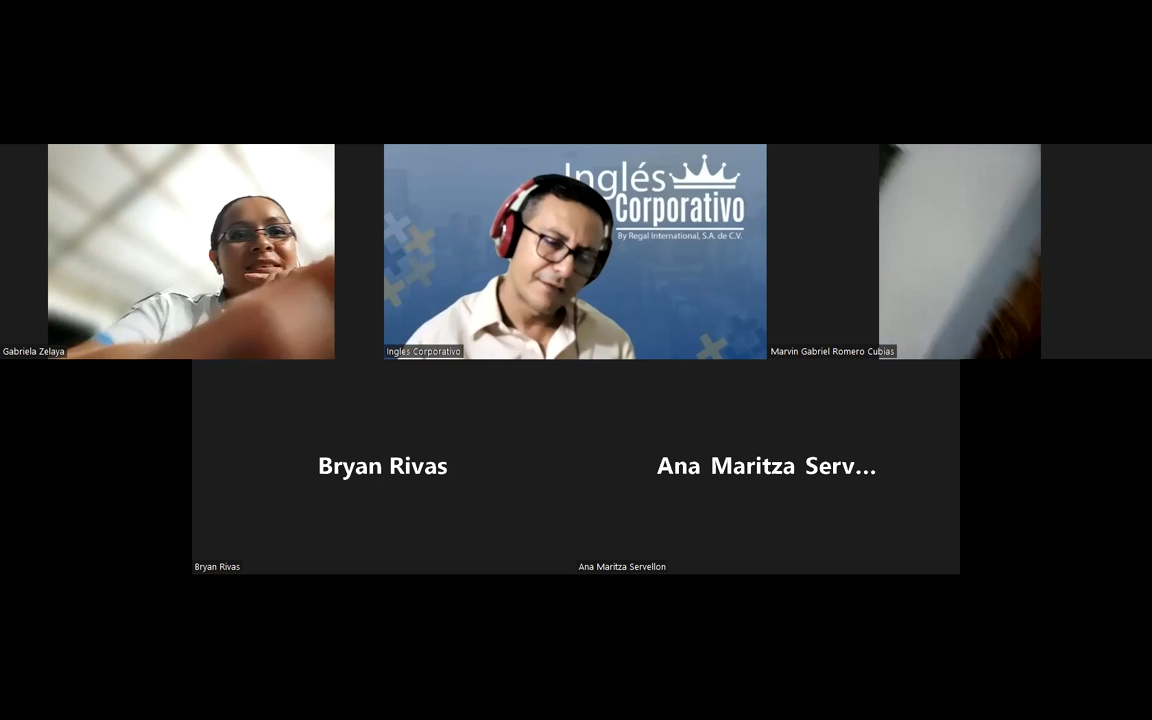 Inglés
Corporativo
By Regal International, S.A. de C.V.
Gabriela Zelaya
Inglés Corporativo
Marvin Gabriel Romero Cubias
Bryan Rivas
Ana Maritza Serv...
Bryan Rivas
Ana Maritza Servellon